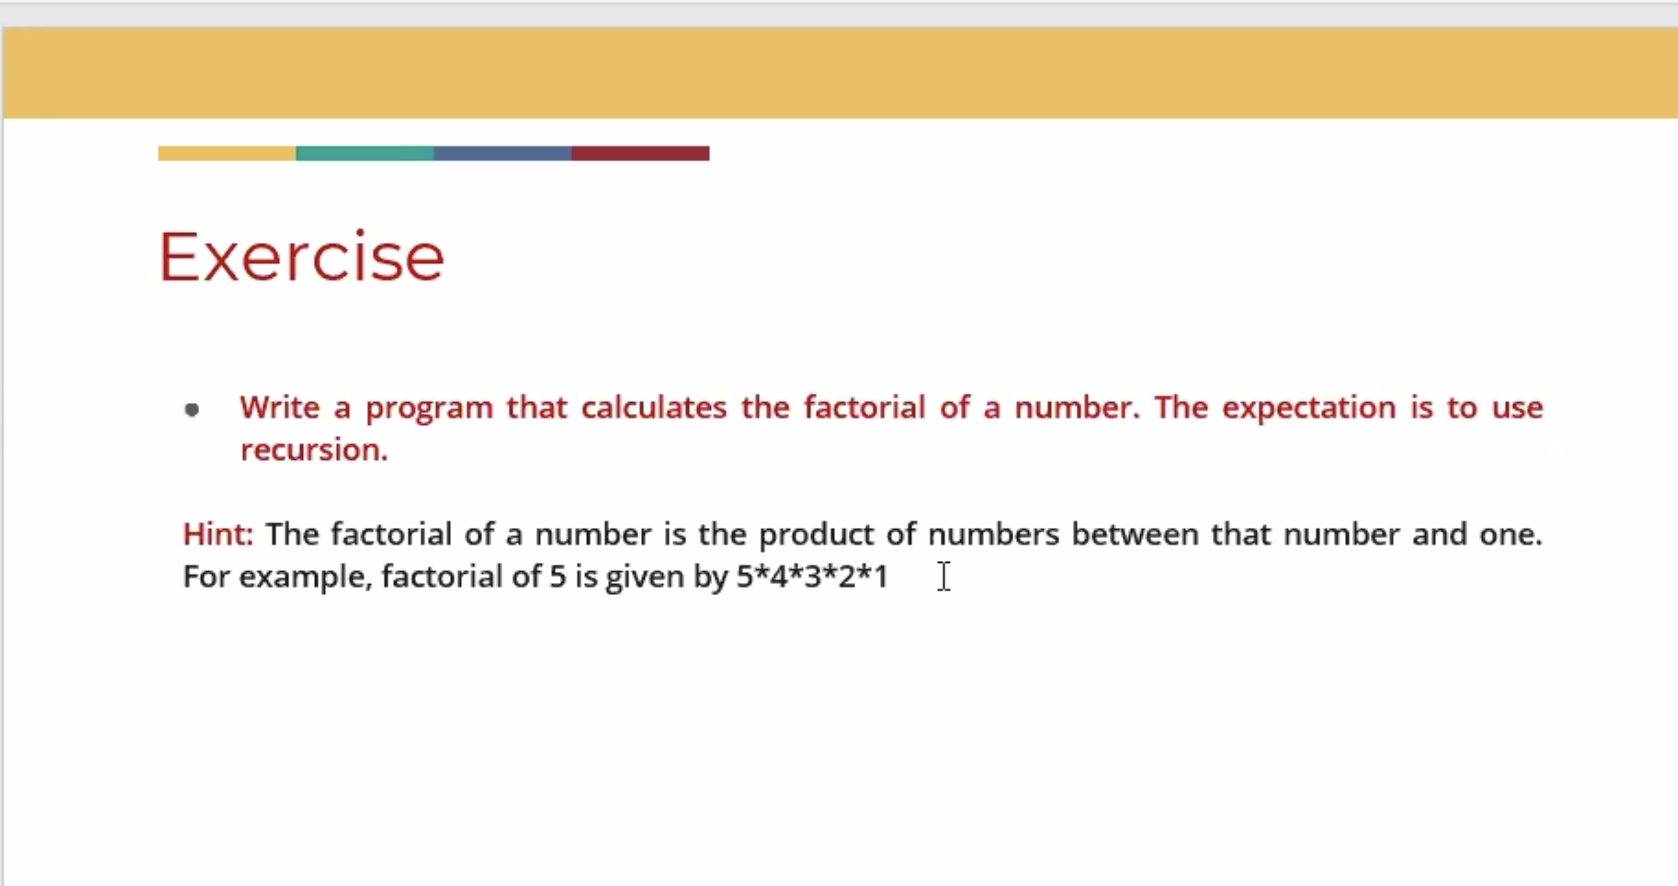 Exercise
● Write a program that calculates the factorial of a number. The expectation is to use
recursion.
Hint: The factorial of a number is the product of numbers between that number and one.
For example, factorial of 5 is given by 5*4*3*2*1